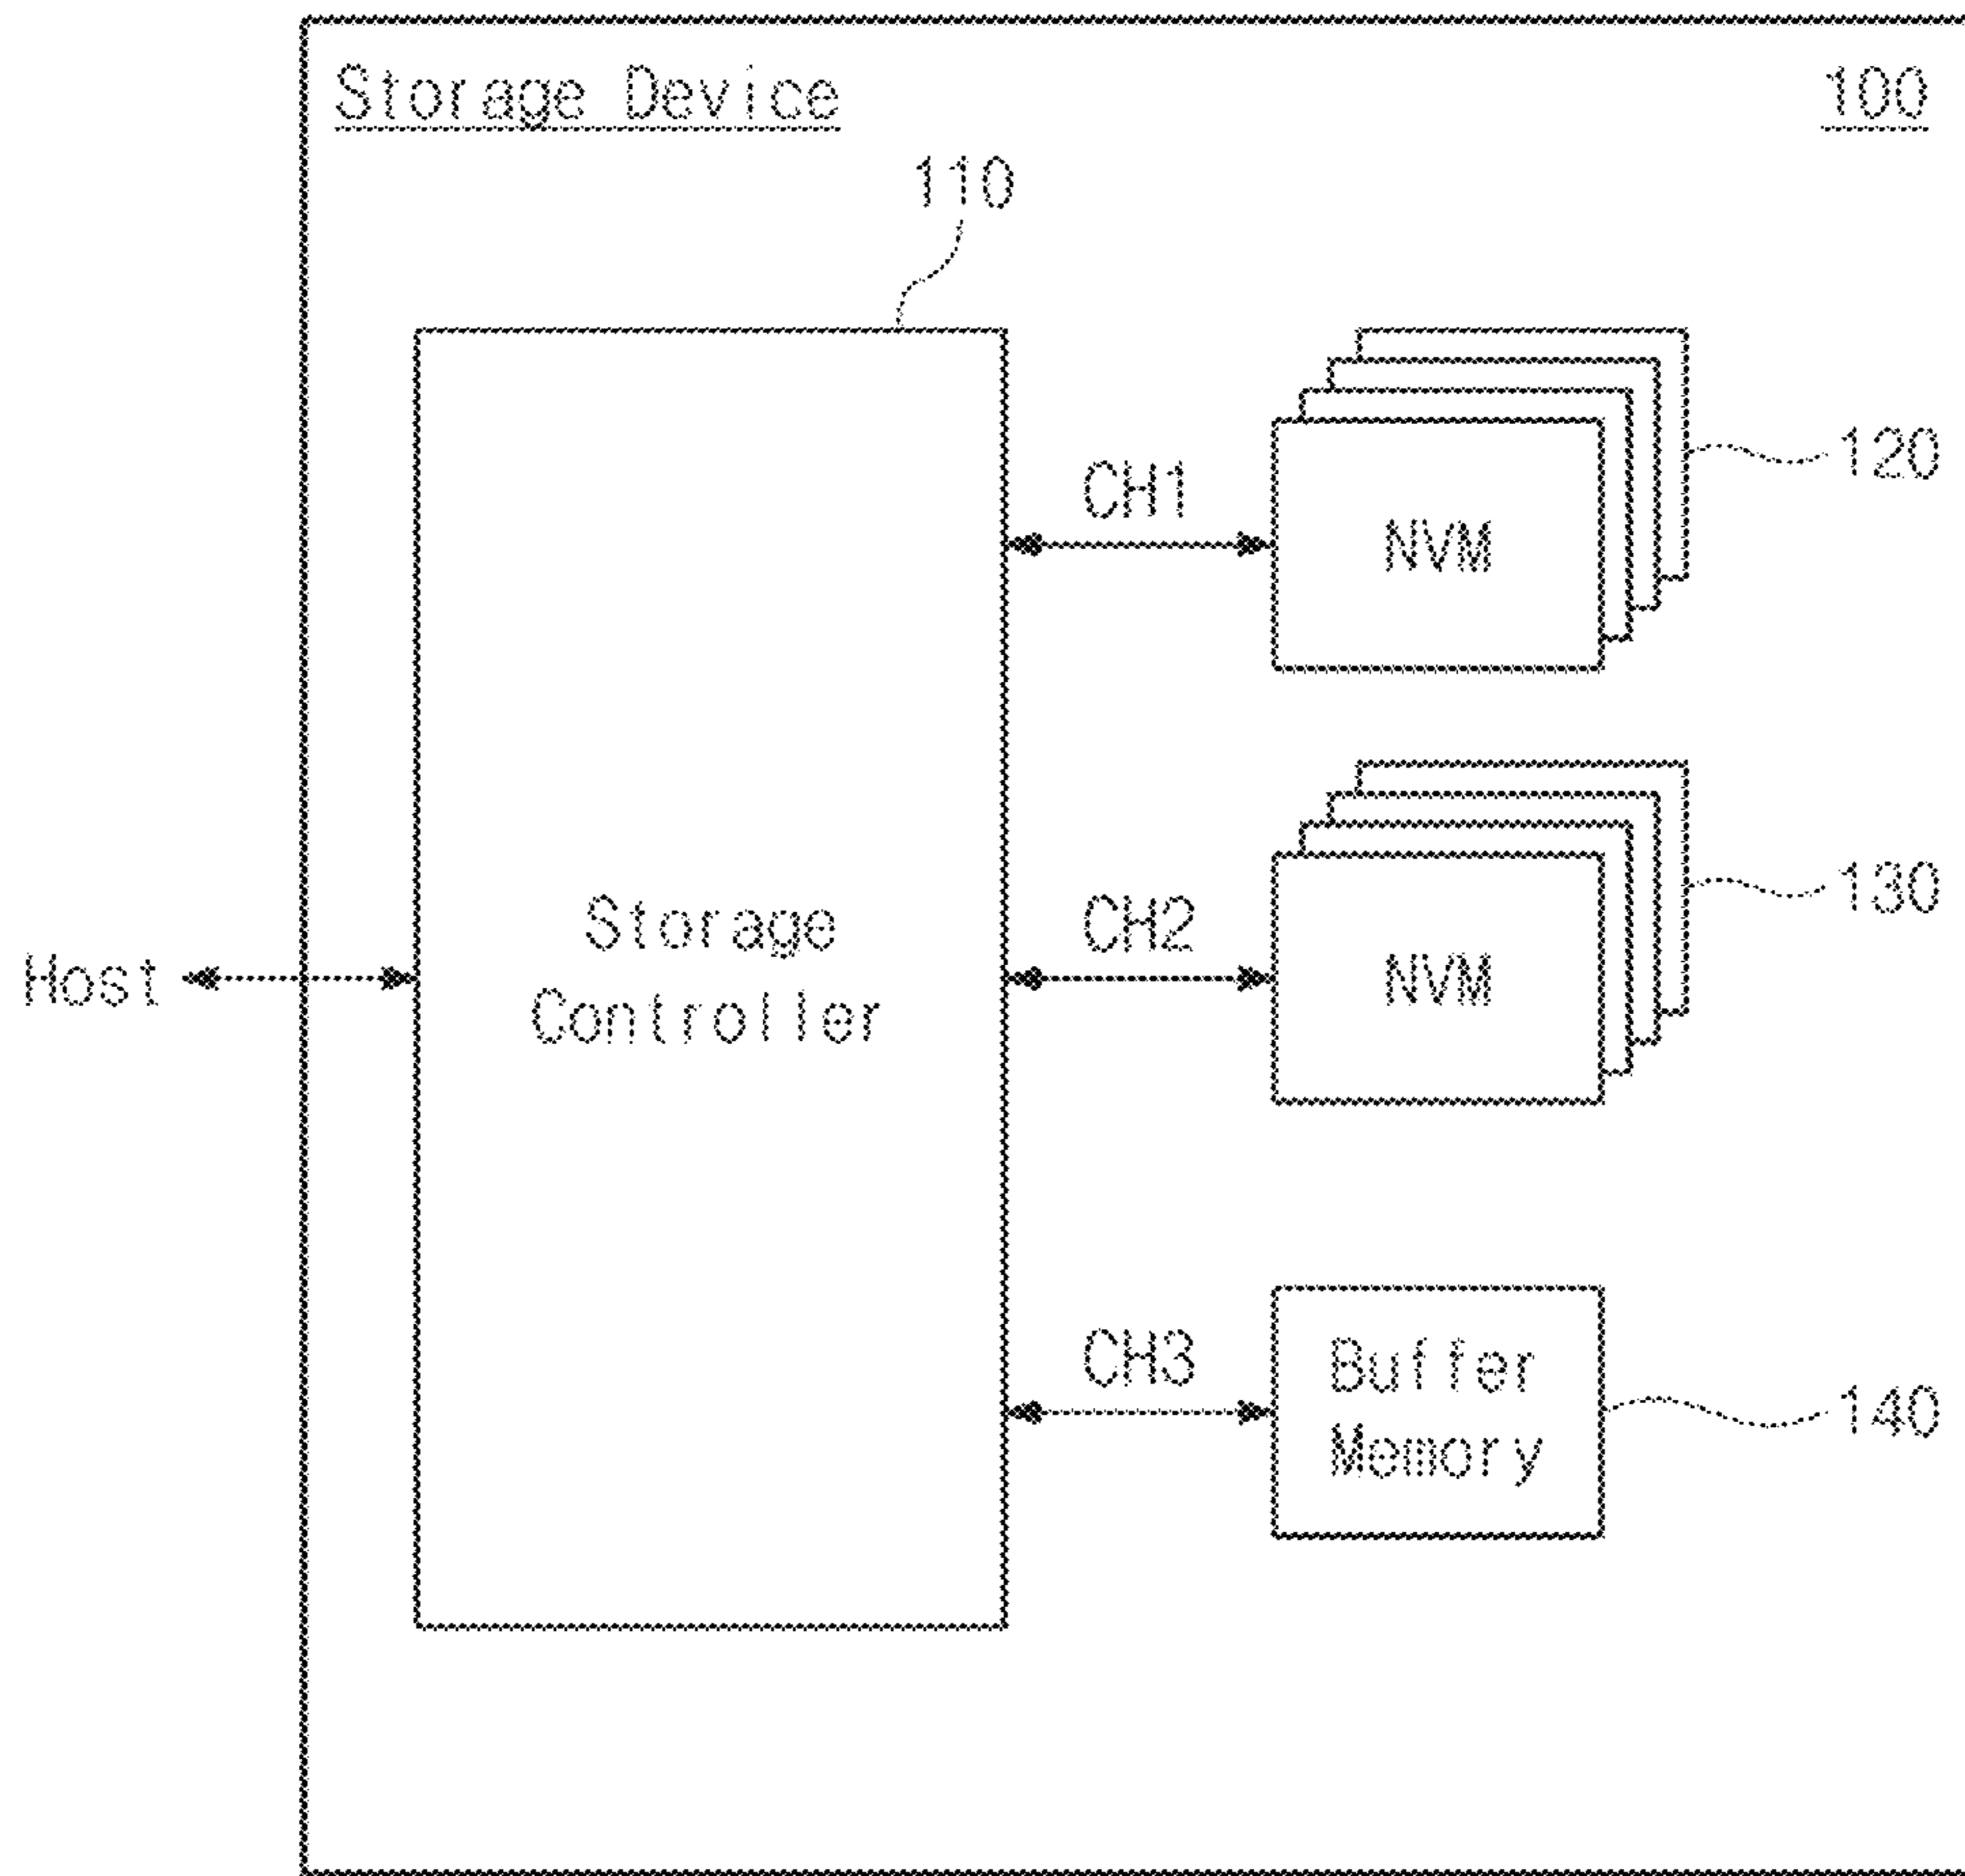 Storage Device
100
110
CH1
NVM
120
Host
Storage
Controller
CH2
NVM
130
CH3
Buffer
Memory
140